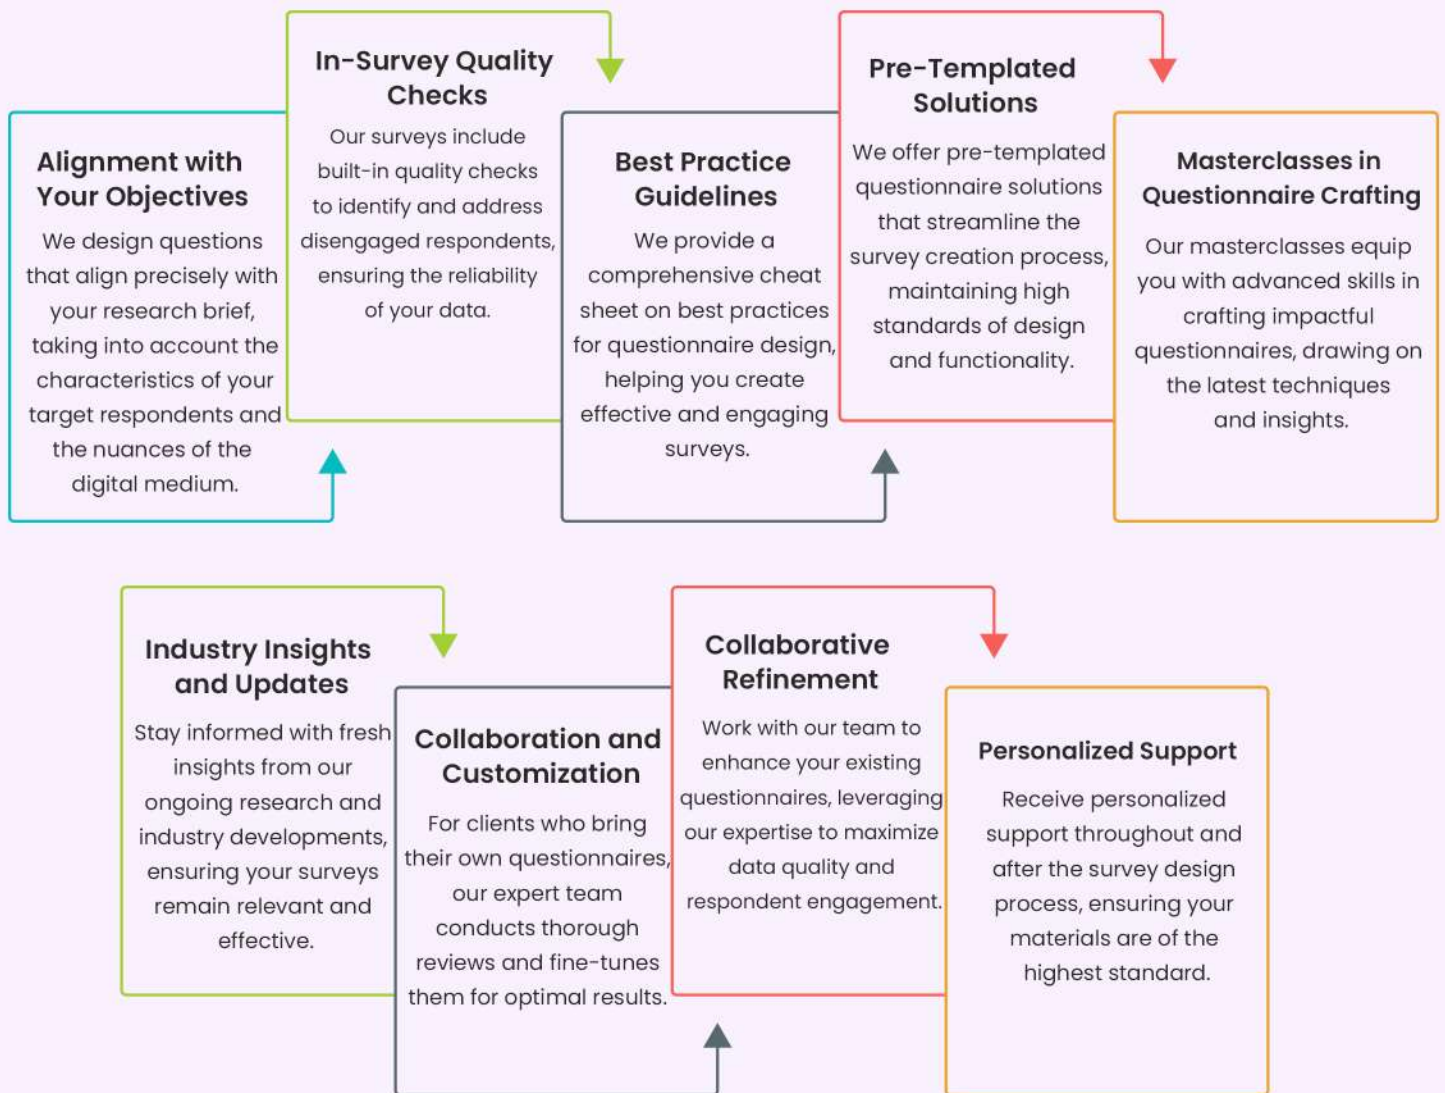 Alignment with
Your Objectives
We design questions
that align precisely with
your research brief,
taking into account the
characteristics of your
target respondents and
the nuances of the
digital medium.
In-Survey Quality
Checks
Our surveys include
built-in quality checks
to identify and address
disengaged respondents,
ensuring the reliability
of your data.
Best Practice
Guidelines
We provide a
comprehensive cheat
sheet on best practices
for questionnaire design,
helping you create
effective and engaging
surveys.
Pre-Templated
Solutions
We offer pre-templated
questionnaire solutions
that streamline the
survey creation process,
maintaining high
standards of design
and functionality.
Masterclasses in
Questionnaire Crafting
Our masterclasses equip
you with advanced skills in
crafting impactful
questionnaires, drawing on
the latest techniques
and insights.
Industry Insights
and Updates
Stay informed with fresh
insights from our
ongoing research and
industry developments,
ensuring your surveys
remain relevant and
effective.
Collaboration and
Customization
For clients who bring
their own questionnaires,
our expert team
conducts thorough
reviews and fine-tunes
them for optimal results.
Collaborative
Refinement
Work with our team to
enhance your existing
questionnaires, leveraging
our expertise to maximize
data quality and
respondent engagement.
Personalized Support
Receive personalized
support throughout and
after the survey design
process, ensuring your
materials are of the
highest standard.